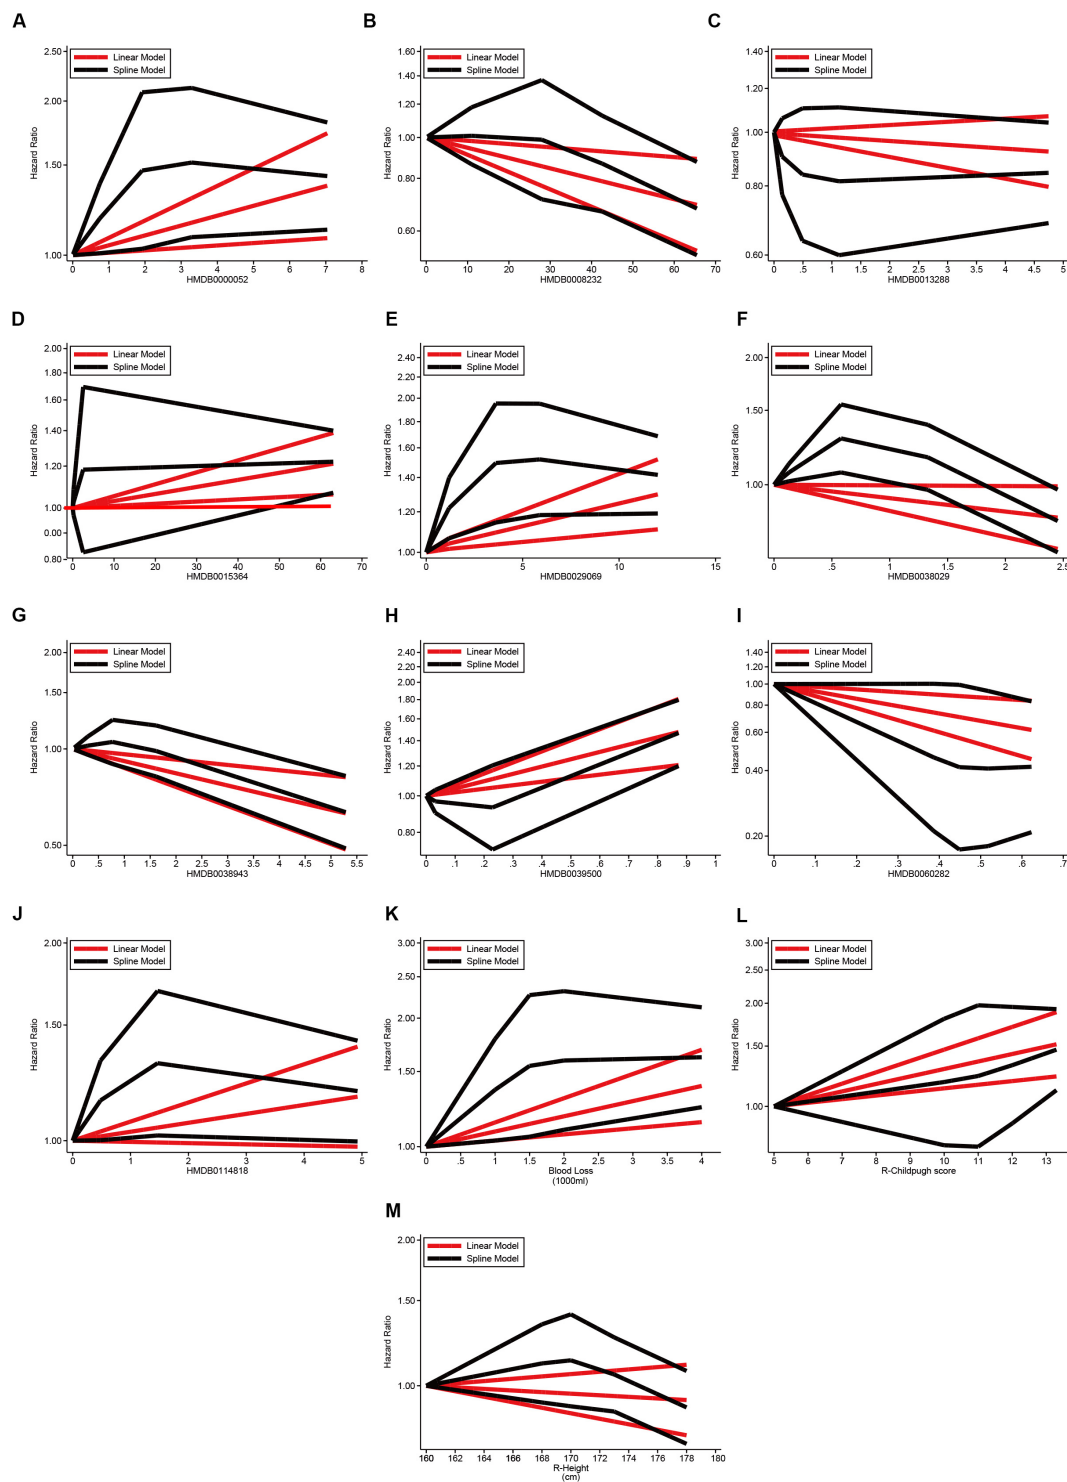 A
2.50
2.00
1.50
1.00
Hazard Ratio
Linear Model
Spline Model
0 1 2 3 4 5 6 7 8
HMDB0000052
B
1.60
1.40
1.20
1.00
0.80
0.60
Hazard Ratio
Linear Model
Spline Model
0 10 20 30 40 50 60 70
HMDB0008232
C
1.40
1.20
1.00
0.80
0.60
Hazard Ratio
Linear Model
Spline Model
0 .5 1 1.5 2 2.5 3 3.5 4 4.5 5
HMDB0013288
D
2.00
1.80
1.60
1.40
1.20
1.00
0.00
0.80
Hazard Ratio
Linear Model
Spline Model
0 10 20 30 40 50 60 70
HMDB0015364
E
2.40
2.20
2.00
1.80
1.60
1.40
1.20
1.00
Hazard Ratio
Linear Model
Spline Model
0 5 10 15
HMDB0029069
F
2.00
1.50
1.00
Hazard Ratio
Linear Model
Spline Model
0 .5 1 1.5 2 2.5
HMDB0038029
G
2.00
1.50
1.00
0.50
Hazard Ratio
Linear Model
Spline Model
0 .5 1 1.5 2 2.5 3 3.5 4 4.5 5 5.5
HMDB0038943
H
2.40
2.20
2.00
1.80
1.60
1.40
1.20
1.00
0.80
Hazard Ratio
Linear Model
Spline Model
0 .1 .2 .3 .4 .5 .6 .7 .8 .9 1
HMDB0039500
I
1.40
1.20
1.00
0.80
0.60
0.40
0.20
Hazard Ratio
Linear Model
Spline Model
0 .1 .2 .3 .4 .5 .6 .7
HMDB0060282
J
2.00
1.50
1.00
Hazard Ratio
Linear Model
Spline Model
0 1 2 3 4 5
HMDB0114818
K
3.00
2.50
2.00
1.50
1.00
Hazard Ratio
Linear Model
Spline Model
0 .5 1 1.5 2 2.5 3 3.5 4
Blood Loss
(1000ml)
L
3.00
2.50
2.00
1.50
1.00
Hazard Ratio
Linear Model
Spline Model
5 6 7 8 9 10 11 12 13
R-Childpugh score
M
2.00
1.50
1.00
Hazard Ratio
Linear Model
Spline Model
160 162 164 166 168 170 172 174 176 178 180
R-Height
(cm)